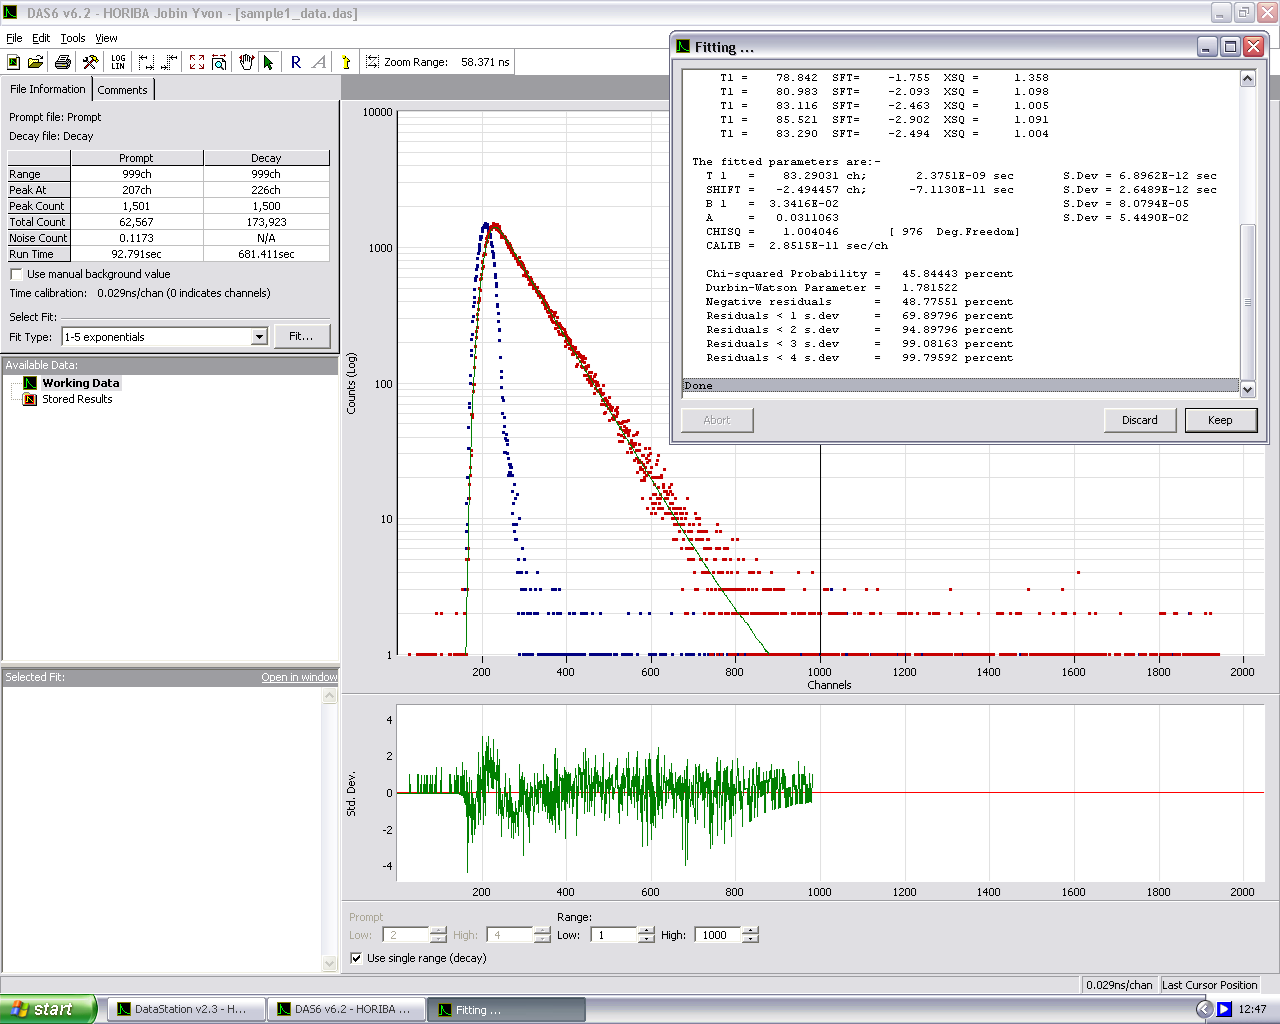 DAS6 v6.2 - HORIBA Jobin Yvon - [sample1_data.das]
File Edit Tools View
LOG LIN R A Zoom Range: 58.371 ns
File Information Comments
Prompt file: Prompt
Decay file: Decay
Prompt Decay
Range 999ch 999ch
Peak At 207ch 226ch
Peak Count 1,501 1,500
Total Count 62,567 173,923
Noise Count 0.1173 N/A
Run Time 92.791sec 681.411sec
Use manual background value
Time calibration: 0.029ns/chan (0 indicates channels)
Select Fit:
Fit Type: 1-5 exponentials Fit...
Available Data:
Working Data
Stored Results
Selected Fit: Open in window
Fitting ...
T1 = 78.842 SFT= -1.755 XSQ = 1.358
T1 = 80.983 SFT= -2.093 XSQ = 1.098
T1 = 83.116 SFT= -2.463 XSQ = 1.005
T1 = 85.521 SFT= -2.902 XSQ = 1.091
T1 = 83.290 SFT= -2.494 XSQ = 1.004
The fitted parameters are:-
T 1 = 83.29031 ch; 2.3751E-09 sec S.Dev = 6.8962E-12 sec
SHIFT = -2.494457 ch; -7.1130E-11 sec S.Dev = 2.6489E-12 sec
B 1 = 3.3416E-02 S.Dev = 8.0794E-05
A = 0.0311063 S.Dev = 5.4490E-02
CHISQ = 1.004046 [ 976 Deg.Freedom]
CALIB = 2.8515E-11 sec/ch
Chi-squared Probability = 45.84443 percent
Durbin-Watson Parameter = 1.781522
Negative residuals = 48.77551 percent
Residuals < 1 s.dev = 69.89796 percent
Residuals < 2 s.dev = 94.89796 percent
Residuals < 3 s.dev = 99.08163 percent
Residuals < 4 s.dev = 99.79592 percent
Done
Abort Discard Keep
10000
1000
100
10
1
Counts (Log)
200 400 600 800 1000 1200 1400 1600 1800 2000
Channels
4
2
0
-2
-4
Std. Dev.
200 400 600 800 1000 1200 1400 1600 1800 2000
Prompt Range:
Low: 2 High: 4 Low: 1 High: 1000
Use single range (decay)
0.029ns/chan Last Cursor Position
start DataStation v2.3 - H... DAS6 v6.2 - HORIBA ... Fitting ... 12:47